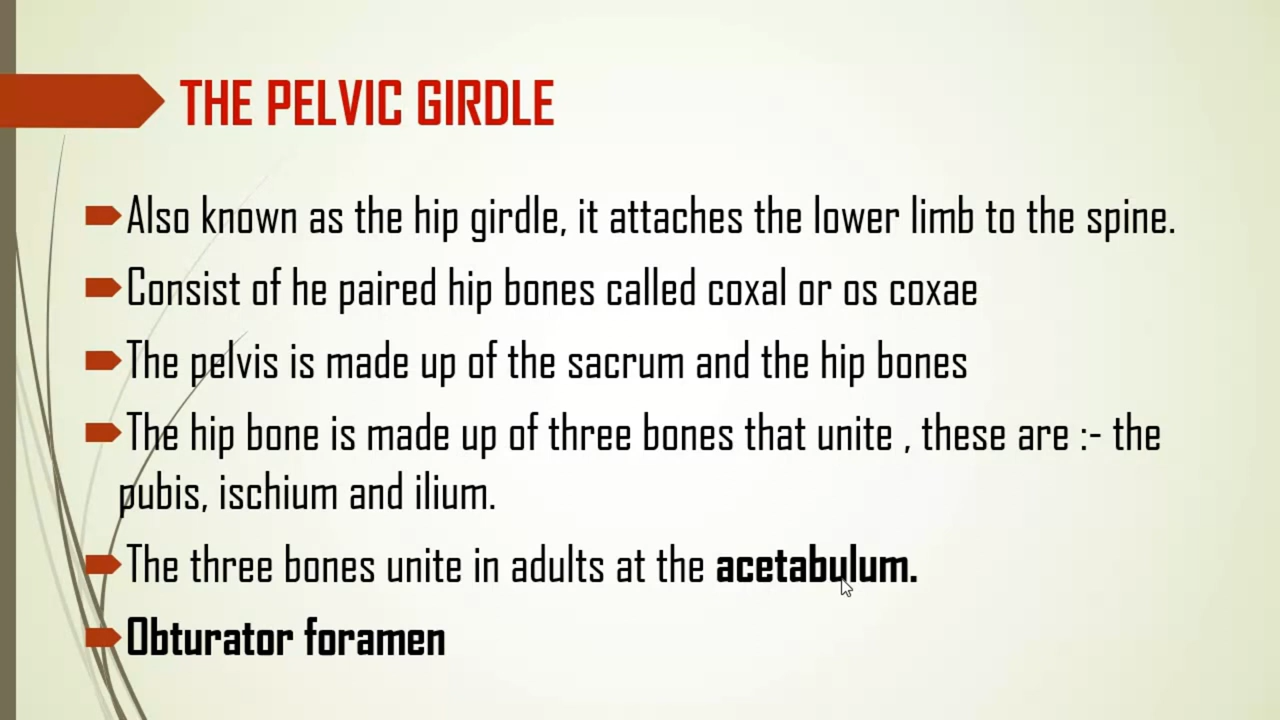 THE PELVIC GIRDLE
Also known as the hip girdle, it attaches the lower limb to the spine.
Consist of he paired hip bones called coxal or os coxae
The pelvis is made up of the sacrum and the hip bones
The hip bone is made up of three bones that unite , these are :- the
pubis, ischium and ilium.
The three bones unite in adults at the acetabulum.
Obturator foramen